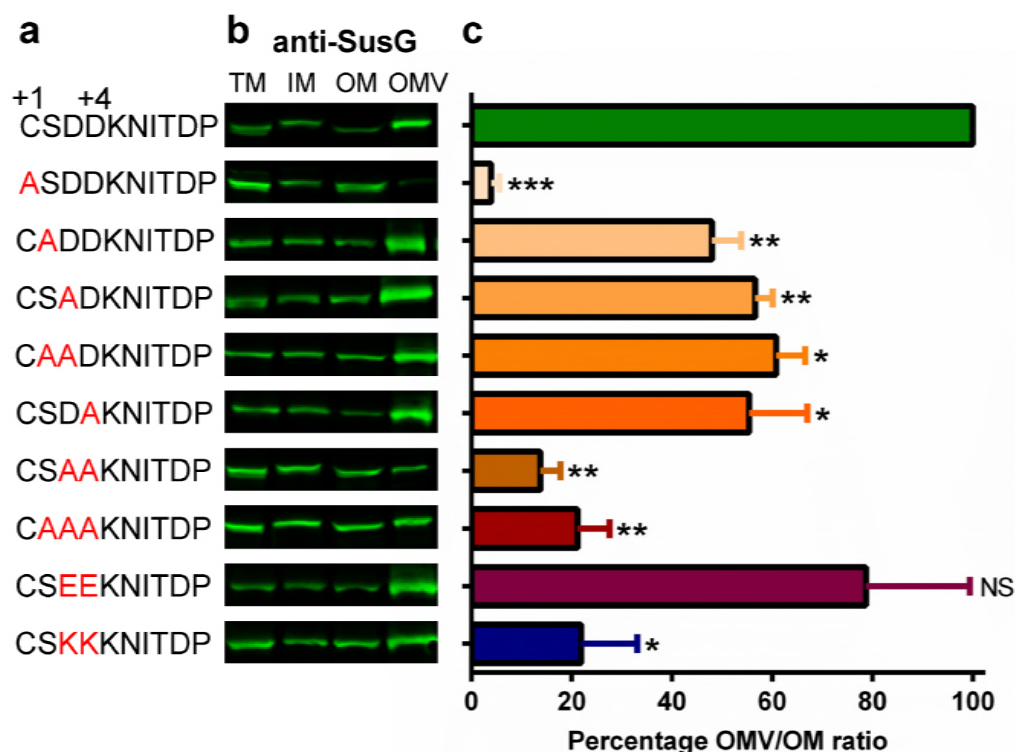 a b anti-SusG c
TM IM OM OMV
+1 +4
CSDDKNITDP
ASDDKNITDP ***
CADDKNITDP **
CSADKNITDP **
CAADKNITDP *
CSDAKNITDP *
CSAAKNITDP **
CAAAKNITDP **
CSEEKNITDP NS
CSKKKNITDP *
0 20 40 60 80 100
Percentage OMV/OM ratio